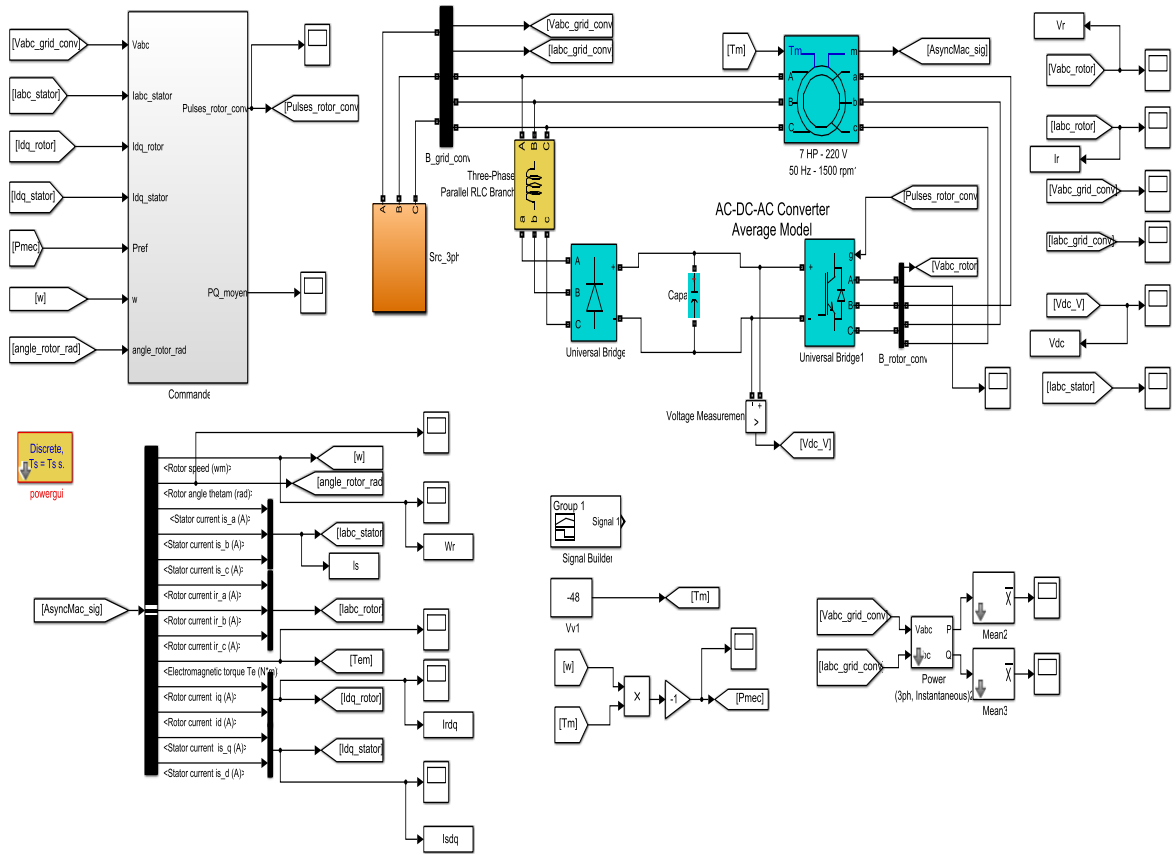 [Vabc_grid_conv]
Vabc
[Iabc_stator]
Iabc_stator
[Idq_rotor]
Idq_rotor
[Idq_stator]
Idq_stator
[Pmec]
Pref
[w]
w
[angle_rotor_rad]
angle_rotor_rad
Pulses_rotor_conv
[Pulses_rotor_conv
PQ_moyen
Commande
[Vabc_grid_conv
[Iabc_grid_conv
B_grid_conv
A
B
C
Src_3ph
Three-Phase
Parallel RLC Branch
A B C
a b c
[Tm]
Tm
m
A
B
C
a
b
c
[AsyncMac_sig]
7 HP - 220 V
50 Hz - 1500 rpm
AC-DC-AC Converter
Average Model
[Pulses_rotor_conv
A
B
C
+
-
Universal Bridge
Capa
+
-
g
A
B
C
Universal Bridge1
[Vabc_rotor
B_rotor_conv
Voltage Measurement
- +
v
[Vdc_V]
Vr
[Vabc_rotor]
[Iabc_rotor]
Ir
[Vabc_grid_conv]
[Iabc_grid_conv]
[Vdc_V]
Vdc
[Iabc_stator]
Discrete,
Ts = Ts s.
powergui
[AsyncMac_sig]
<Rotor speed (wm)>
<Rotor angle thetam (rad)>
<Stator current is_a (A)>
<Stator current is_b (A)>
<Stator current is_c (A)>
<Rotor current ir_a (A)>
<Rotor current ir_b (A)>
<Rotor current ir_c (A)>
<Electromagnetic torque Te (N*m)
<Rotor current iq (A)>
<Rotor current id (A)>
<Stator current is_q (A)>
<Stator current is_d (A)>
[w]
[angle_rotor_rad
Wr
[Iabc_stator
Is
[Iabc_rotor
[Tem]
[Idq_rotor]
Irdq
[Idq_stator]
Isdq
Group 1
Signal 1
Signal Builder
-48
Vv1
[Tm]
[w]
[Tm]
X
-1
[Pmec]
[Vabc_grid_conv]
[Iabc_grid_conv]
Vabc
P
Q
Power
(3ph, Instantaneous)2
X
Mean2
X
Mean3